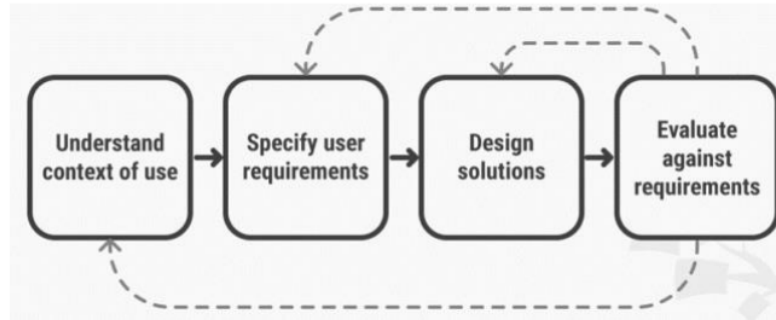 Understand
context of use
Specify user
requirements
Design
solutions
Evaluate
against
requirements